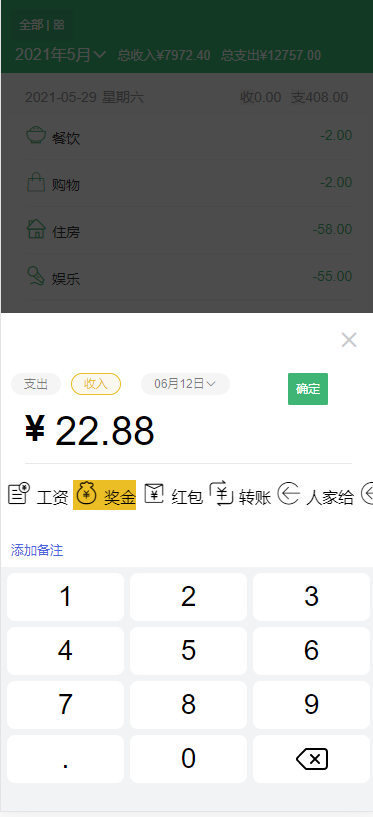 全部 | 88
2021年5月 总收入¥7972.40 总支出¥12757.00
2021-05-29 星期六 收0.00 支408.00
餐饮 -2.00
购物 -2.00
住房 -58.00
娱乐 -55.00
支出 收入 06月12日 确定
¥ 22.88
工资 奖金 红包 转账 人家给
添加备注
1 2 3
4 5 6
7 8 9
. 0